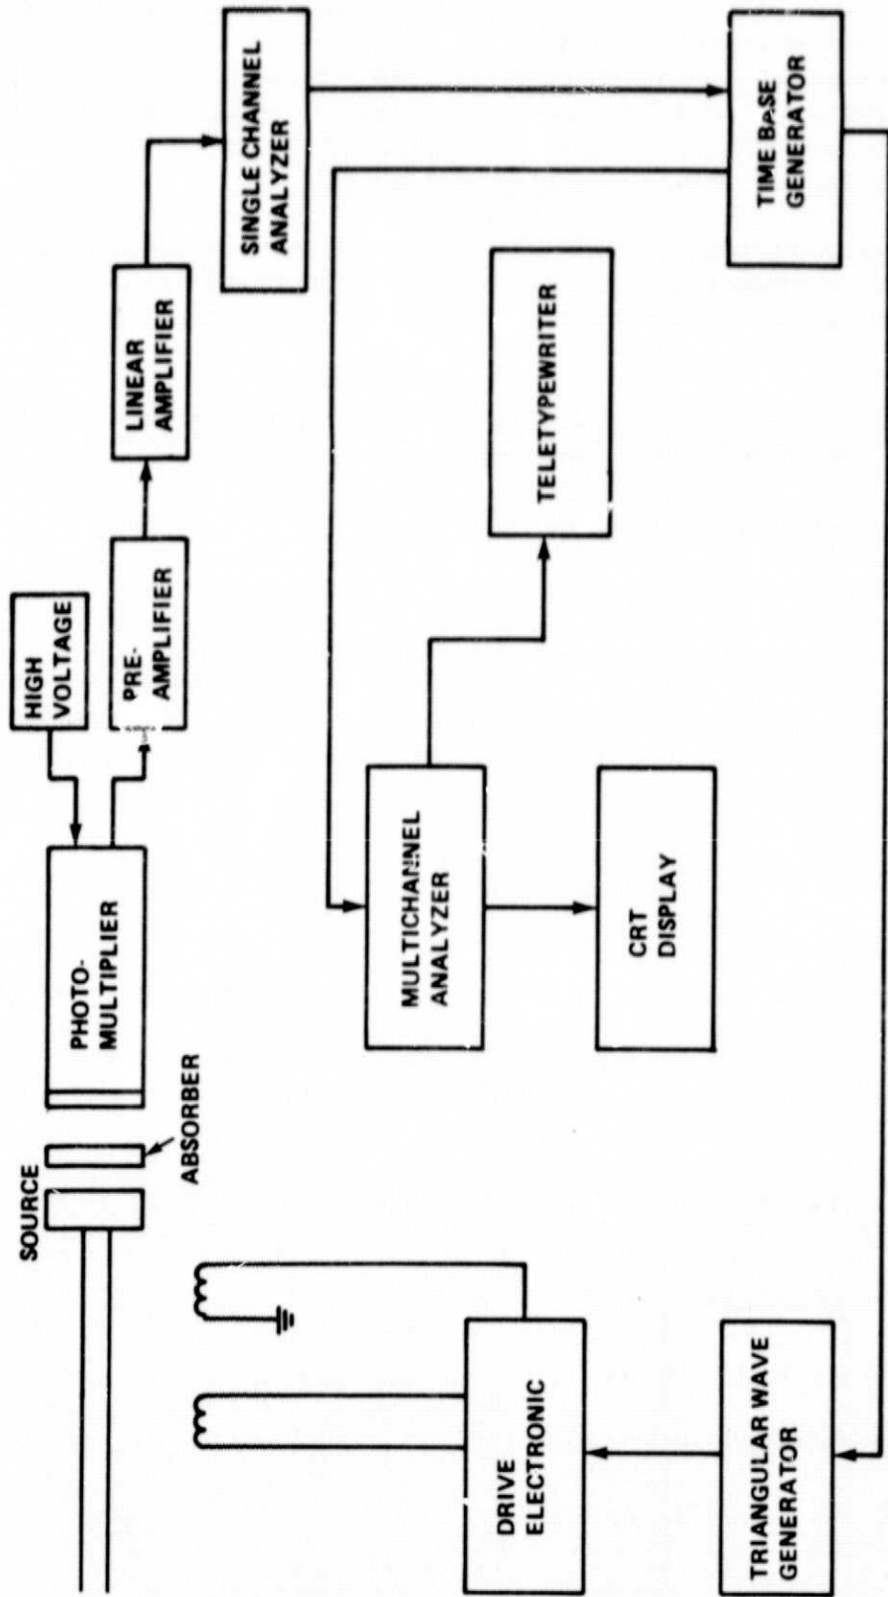 SOURCE
ABSORBER
PHOTO-
MULTIPLIER
HIGH
VOLTAGE
PRE-
AMPLIFIER
LINEAR
AMPLIFIER
SINGLE CHANNEL
ANALYZER
MULTICHANNEL
ANALYZER
TELETYPEWRITER
CRT
DISPLAY
DRIVE
ELECTRONIC
TRIANGULAR WAVE
GENERATOR
TIME BASE
GENERATOR